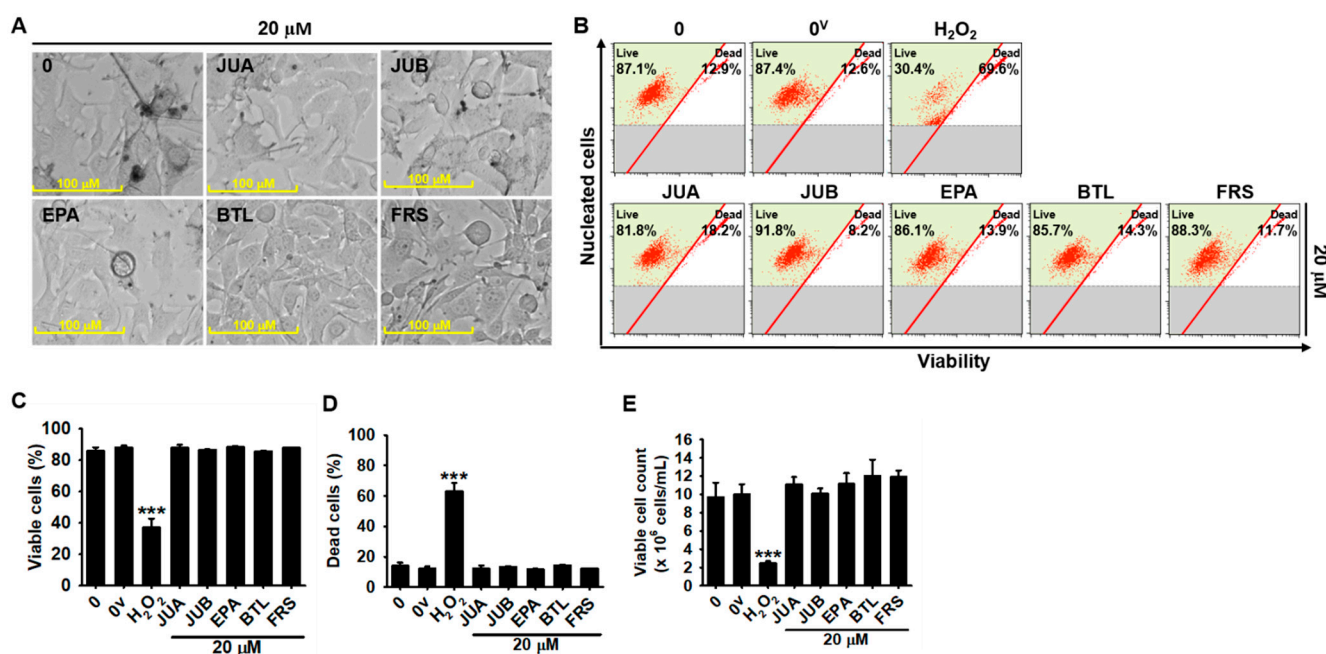 A
20 µM
0
JUA
JUB
100 µM
100 µM
100 µM
EPA
BTL
FRS
100 µM
100 µM
100 µM
B
0
0ⱽ
H₂O₂
Live
Dead
87.1%
12.9%
Live
Dead
87.4%
12.6%
Live
Dead
30.4%
69.6%
Nucleated cells
JUA
JUB
EPA
BTL
FRS
Live
Dead
81.8%
18.2%
Live
Dead
91.8%
8.2%
Live
Dead
86.1%
13.9%
Live
Dead
85.7%
14.3%
Live
Dead
88.3%
11.7%
20 µM
Viability
C
Viable cells (%)
100
80
60
40
20
0
***
0
0V
H₂O₂
JUA
JUB
EPA
BTL
FRS
20 µM
D
Dead cells (%)
100
80
60
40
20
0
***
0
0V
H₂O₂
JUA
JUB
EPA
BTL
FRS
20 µM
E
Viable cell count
(x 10⁶ cells/mL)
16
14
12
10
8
6
4
2
0
***
0
0V
H₂O₂
JUA
JUB
EPA
BTL
FRS
20 µM